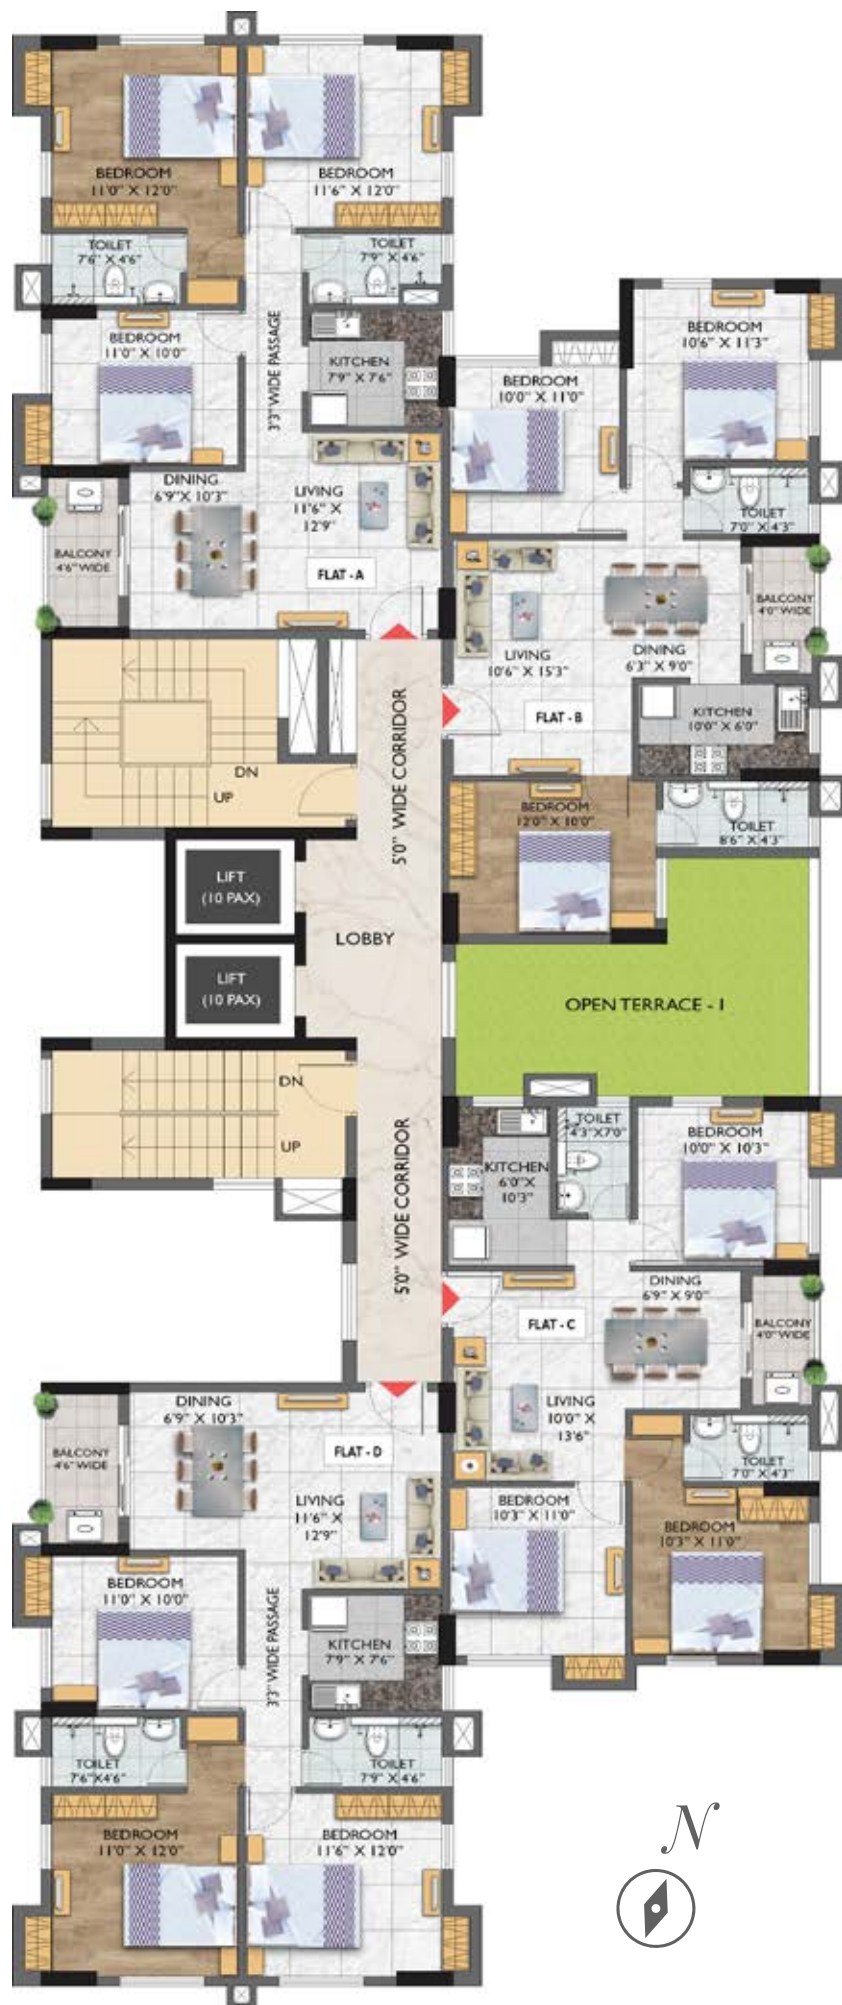 BEDROOM
11'0" X 12'0"
BEDROOM
11'6" X 12'0"
TOILET
7'6" X 4'6"
TOILET
7'9" X 4'6"
BEDROOM
11'0" X 10'0"
3'3" WIDE PASSAGE
KITCHEN
7'9" X 7'6"
DINING
6'9"X 10'3"
LIVING
11'6" X
12'9"
BALCONY
4'6" WIDE
FLAT - A
BEDROOM
10'6" X 11'3"
BEDROOM
10'0" X 11'0"
TOILET
7'0" X 4'3"
BALCONY
4'0" WIDE
LIVING
10'6" X 15'3"
DINING
6'3" X 9'0"
FLAT - B
KITCHEN
10'0" X 6'0"
BEDROOM
12'0" X 10'0"
TOILET
8'6" X 4'3"
DN
UP
5'0" WIDE CORRIDOR
LIFT
(10 PAX)
LOBBY
LIFT
(10 PAX)
OPEN TERRACE - I
DN
UP
5'0" WIDE CORRIDOR
KITCHEN
6'0"X
10'3"
TOILET
4'3"X7'0"
BEDROOM
10'0" X 10'3"
DINING
6'9" X 9'0"
FLAT - C
BALCONY
4'0" WIDE
LIVING
10'0" X
13'6"
TOILET
7'0" X 4'3"
BEDROOM
10'3" X 11'0"
BEDROOM
10'3" X 11'0"
DINING
6'9" X 10'3"
FLAT - D
BALCONY
4'6" WIDE
LIVING
11'6" X
12'9"
BEDROOM
11'0" X 10'0"
3'3" WIDE PASSAGE
KITCHEN
7'9" X 7'6"
TOILET
7'6"X4'6"
TOILET
7'9" X 4'6"
BEDROOM
11'0" X 12'0"
BEDROOM
11'6" X 12'0"
N